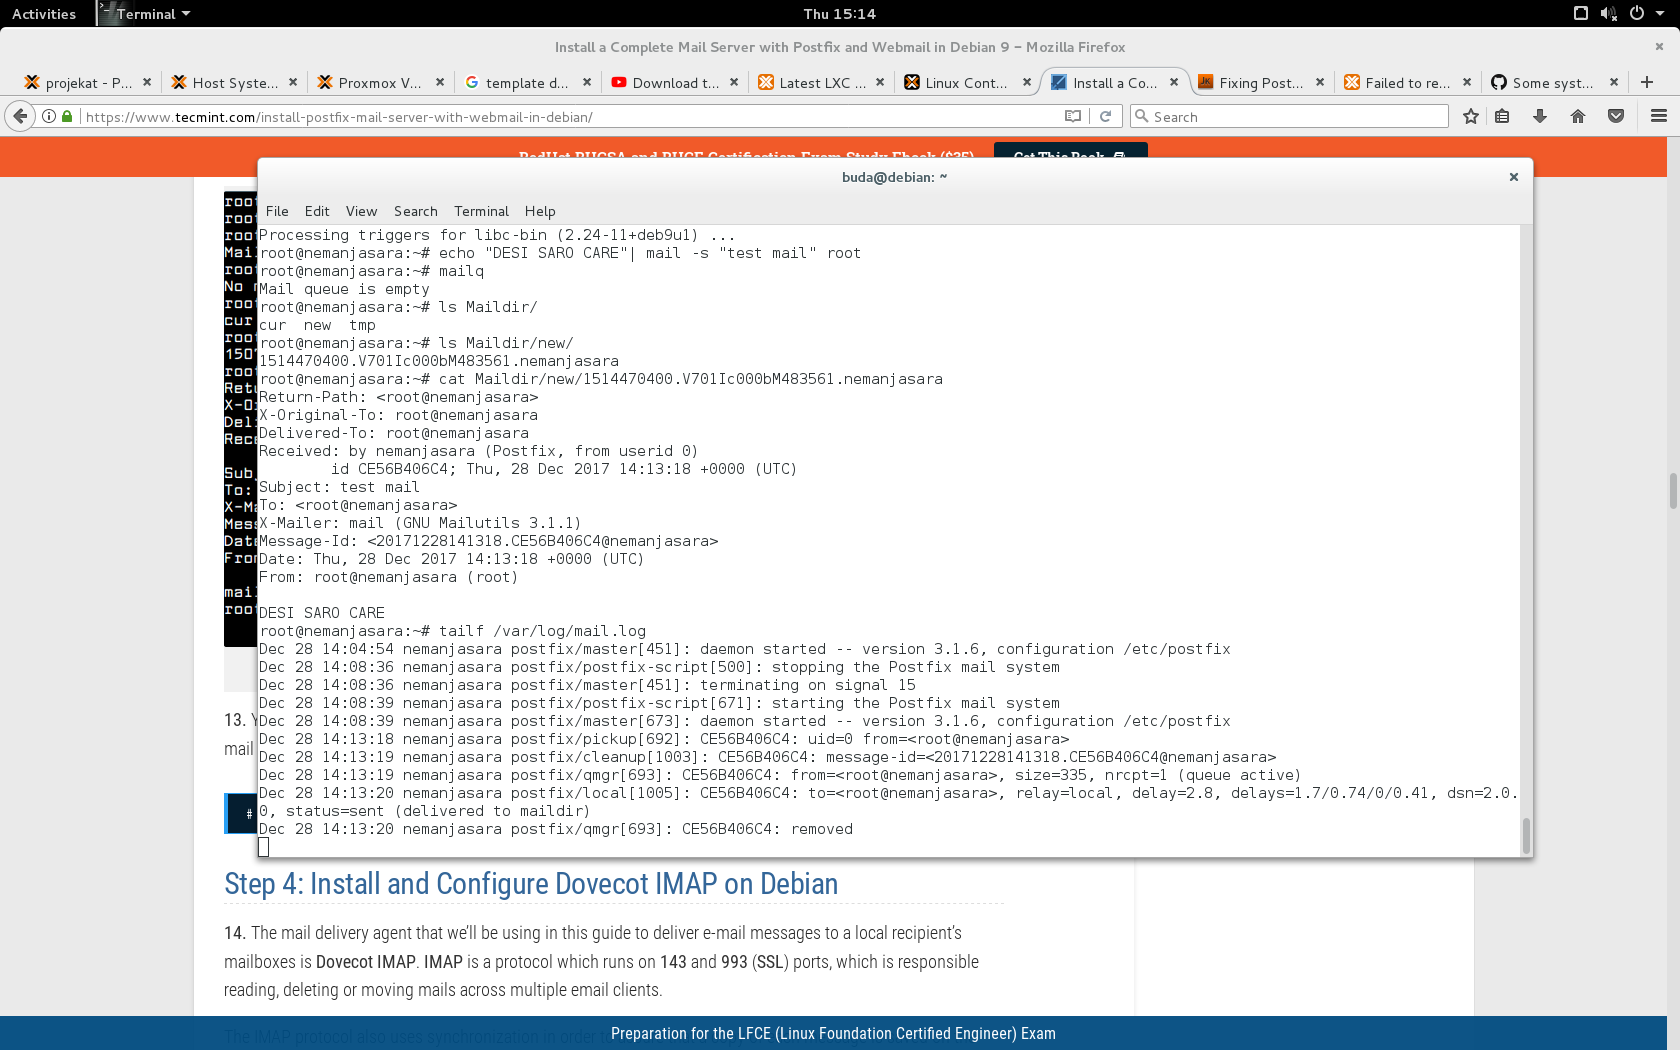 Activities
Terminal
Thu 15:14
Install a Complete Mail Server with Postfix and Webmail in Debian 9 – Mozilla Firefox
projekat - P...
Host Syste...
Proxmox V...
template d...
Download t...
Latest LXC ...
Linux Cont...
Install a Co...
Fixing Post...
Failed to re...
Some syst...
https://www.tecmint.com/install-postfix-mail-server-with-webmail-in-debian/
Search
RedHat RHCSA and RHCE Certification Exam Study Ebook ($35)
Get This Book
buda@debian: ~
File Edit View Search Terminal Help
Processing triggers for libc-bin (2.24-11+deb9u1) ...
root@nemanjasara:~# echo "DESI SARO CARE"| mail -s "test mail" root
root@nemanjasara:~# mailq
Mail queue is empty
root@nemanjasara:~# ls Maildir/
cur  new  tmp
root@nemanjasara:~# ls Maildir/new/
1514470400.V701Ic000bM483561.nemanjasara
root@nemanjasara:~# cat Maildir/new/1514470400.V701Ic000bM483561.nemanjasara
Return-Path: <root@nemanjasara>
X-Original-To: root@nemanjasara
Delivered-To: root@nemanjasara
Received: by nemanjasara (Postfix, from userid 0)
        id CE56B406C4; Thu, 28 Dec 2017 14:13:18 +0000 (UTC)
Subject: test mail
To: <root@nemanjasara>
X-Mailer: mail (GNU Mailutils 3.1.1)
Message-Id: <20171228141318.CE56B406C4@nemanjasara>
Date: Thu, 28 Dec 2017 14:13:18 +0000 (UTC)
From: root@nemanjasara (root)
DESI SARO CARE
root@nemanjasara:~# tailf /var/log/mail.log
Dec 28 14:04:54 nemanjasara postfix/master[451]: daemon started -- version 3.1.6, configuration /etc/postfix
Dec 28 14:08:36 nemanjasara postfix/postfix-script[500]: stopping the Postfix mail system
Dec 28 14:08:36 nemanjasara postfix/master[451]: terminating on signal 15
Dec 28 14:08:39 nemanjasara postfix/postfix-script[671]: starting the Postfix mail system
Dec 28 14:08:39 nemanjasara postfix/master[673]: daemon started -- version 3.1.6, configuration /etc/postfix
Dec 28 14:13:18 nemanjasara postfix/pickup[692]: CE56B406C4: uid=0 from=<root@nemanjasara>
Dec 28 14:13:19 nemanjasara postfix/cleanup[1003]: CE56B406C4: message-id=<20171228141318.CE56B406C4@nemanjasara>
Dec 28 14:13:19 nemanjasara postfix/qmgr[693]: CE56B406C4: from=<root@nemanjasara>, size=335, nrcpt=1 (queue active)
Dec 28 14:13:20 nemanjasara postfix/local[1005]: CE56B406C4: to=<root@nemanjasara>, relay=local, delay=2.8, delays=1.7/0.74/0/0.41, dsn=2.0.
0, status=sent (delivered to maildir)
Dec 28 14:13:20 nemanjasara postfix/qmgr[693]: CE56B406C4: removed
13.
mail
#
Step 4: Install and Configure Dovecot IMAP on Debian
14. The mail delivery agent that we'll be using in this guide to deliver e-mail messages to a local recipient's
mailboxes is Dovecot IMAP. IMAP is a protocol which runs on 143 and 993 (SSL) ports, which is responsible
reading, deleting or moving mails across multiple email clients.
The IMAP protocol also uses synchronization in order
Preparation for the LFCE (Linux Foundation Certified Engineer) Exam